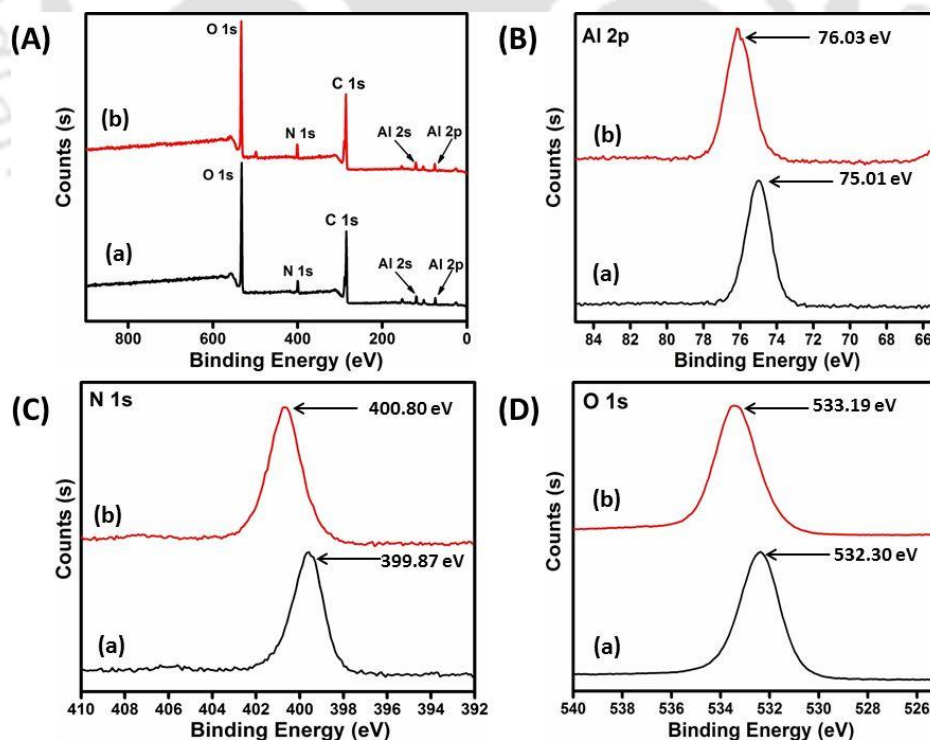 (A)
O 1s
C 1s
(b)
N 1s
Al 2s
Al 2p
O 1s
C 1s
(a)
N 1s
Al 2s
Al 2p
Counts (s)
800 600 400 200 0
Binding Energy (eV)
(B)
Al 2p
76.03 eV
(b)
75.01 eV
(a)
Counts (s)
84 82 80 78 76 74 72 70 68 66
Binding Energy (eV)
(C)
N 1s
400.80 eV
(b)
399.87 eV
(a)
Counts (s)
410 408 406 404 402 400 398 396 394 392
Binding Energy (eV)
(D)
O 1s
533.19 eV
(b)
532.30 eV
(a)
Counts (s)
540 538 536 534 532 530 528 526
Binding Energy (eV)